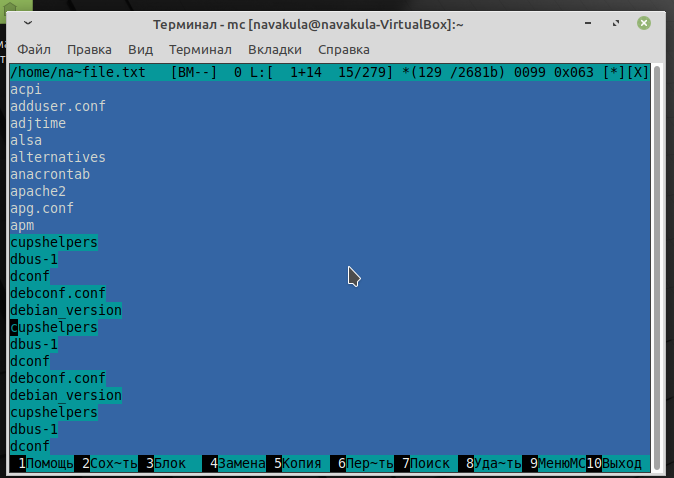 Терминал - mc [navakula@navakula-VirtualBox]:~
Файл Правка Вид Терминал Вкладки Справка
/home/na~file.txt [BM--] 0 L:[ 1+14 15/279] *(129 /2681b) 0099 0x063 [*][X]
acpi
adduser.conf
adjtime
alsa
alternatives
anacrontab
apache2
apg.conf
apm
cupshelpers
dbus-1
dconf
debconf.conf
debian_version
cupshelpers
dbus-1
dconf
debconf.conf
debian_version
cupshelpers
dbus-1
dconf
1Помощь 2Сох~ть 3Блок 4Замена 5Копия 6Пер~ть 7Поиск 8Уда~ть 9МенюMC 10Выход